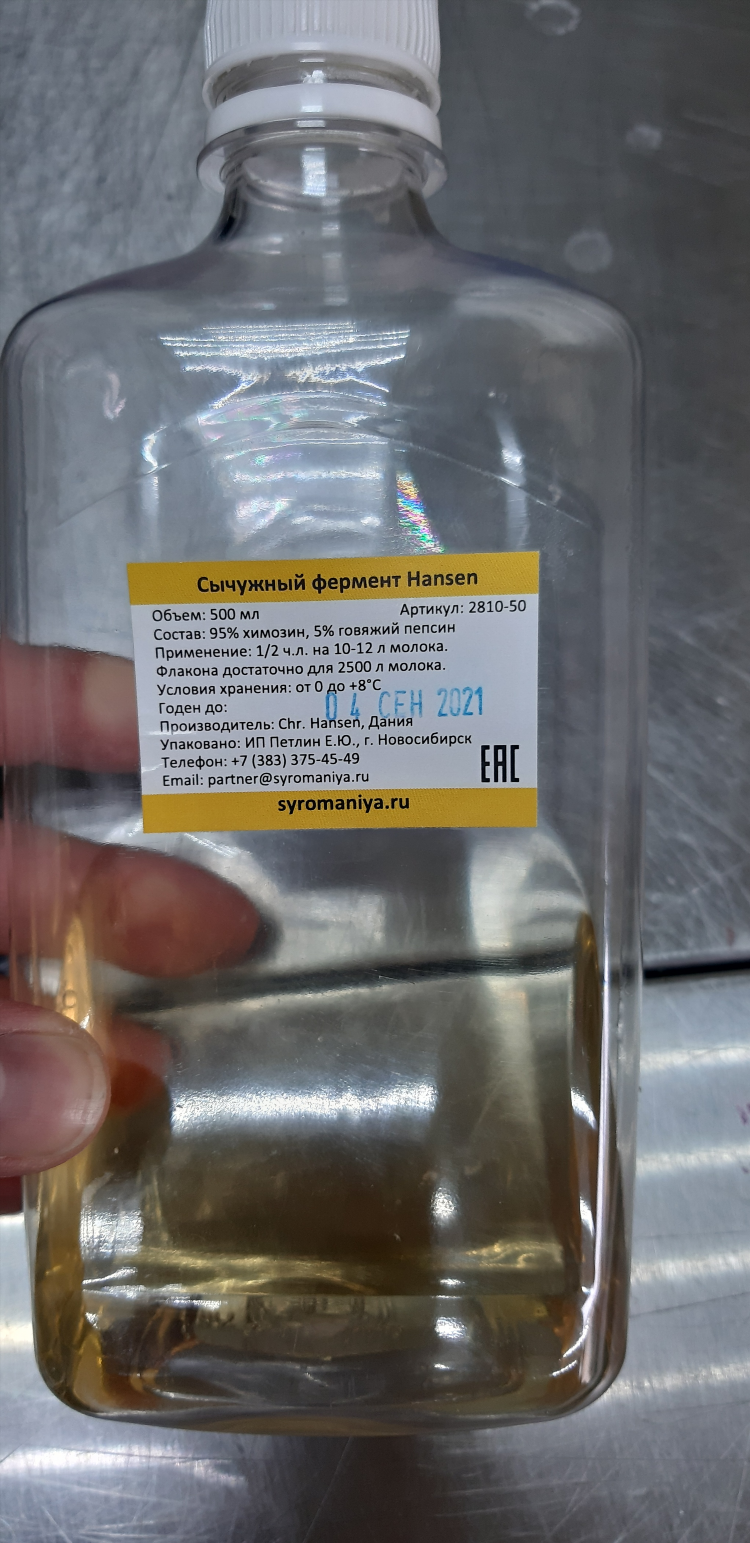 Сычужный фермент Hansen
Объем: 500 мл Артикул: 2810-50
Состав: 95% химозин, 5% говяжий пепсин
Применение: 1/2 ч.л. на 10-12 л молока.
Флакона достаточно для 2500 л молока.
Условия хранения: от 0 до +8°С
Годен до: 04 СЕН 2021
Производитель: Chr. Hansen, Дания
Упаковано: ИП Петлин Е.Ю., г. Новосибирск
Телефон: +7 (383) 375-45-49
Email: partner@syromaniya.ru
EAC
syromaniya.ru